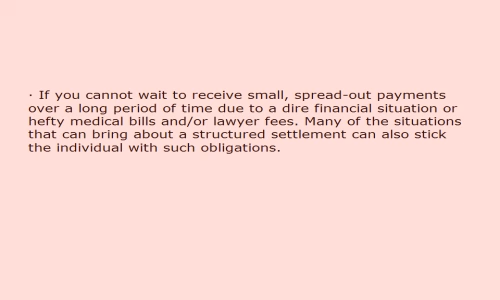 · If you cannot wait to receive small, spread-out payments
over a long period of time due to a dire financial situation or
hefty medical bills and/or lawyer fees. Many of the situations
that can bring about a structured settlement can also stick
the individual with such obligations.